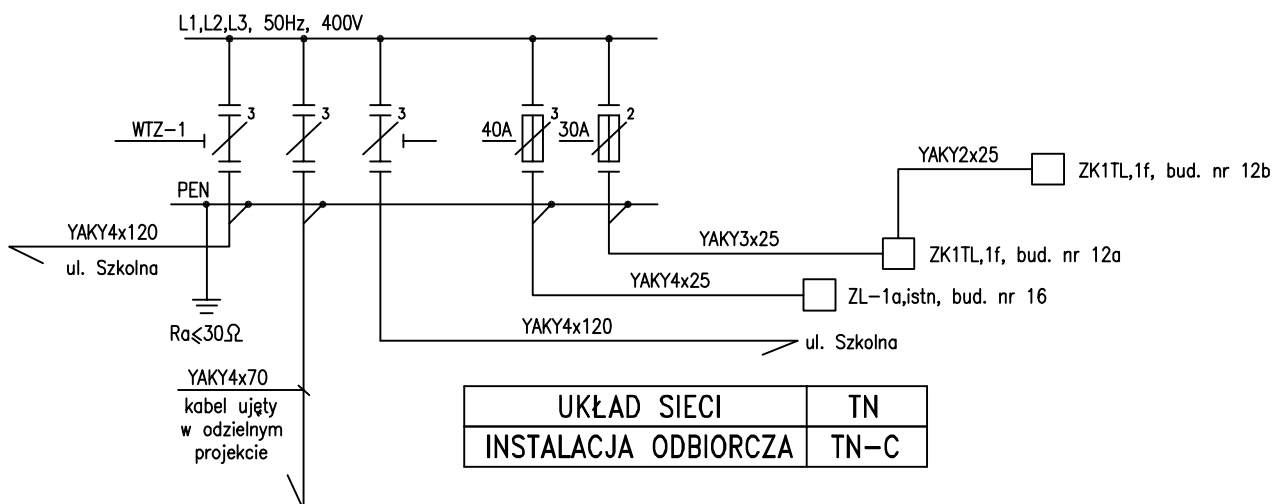 L1,L2,L3, 50Hz, 400V
3
3
3
3
2
WTZ-1
40A
30A
YAKY2x25
ZK1TL,1f, bud. nr 12b
PEN
YAKY4x120
ul. Szkolna
YAKY3x25
ZK1TL,1f, bud. nr 12a
YAKY4x25
ZL-1a,istn, bud. nr 16
Ra⩽30Ω
YAKY4x120
ul. Szkolna
YAKY4x70
kabel ujęty
w odzielnym
projekcie
UKŁAD SIECI TN
INSTALACJA ODBIORCZA TN-C